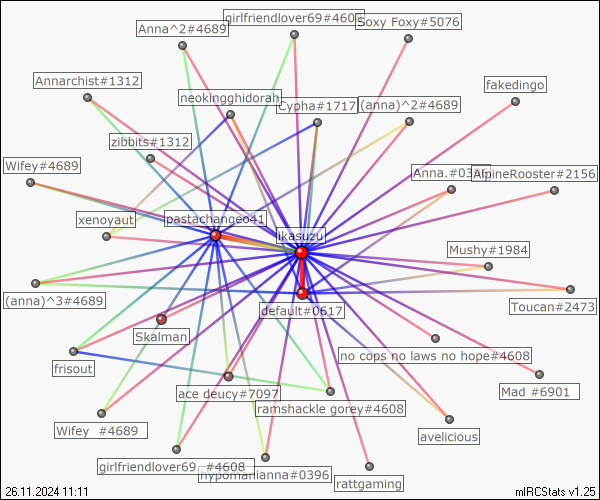 girlfriendlover69#4608
Soxy Foxy#5076
Anna^2#4689
Annarchist#1312
fakedingo
neokingghidorah
Cypha#1717
(anna)^2#4689
zibbits#1312
Wifey#4689
Anna.#03
AlpineRooster#2156
xenoyaut
pastachangeo41
ikasuzu
Mushy#1984
(anna)^3#4689
Toucan#2473
default#0617
Skalman
no cops no laws no hope#4608
frisout
ace deucy#7097
Mad #6901
ramshackle gorey#4608
Wifey #4689
avelicious
girlfriendlover69 #4608
hypomarianna#0396
rattgaming
26.11.2024 11:11
mIRCStats v1.25